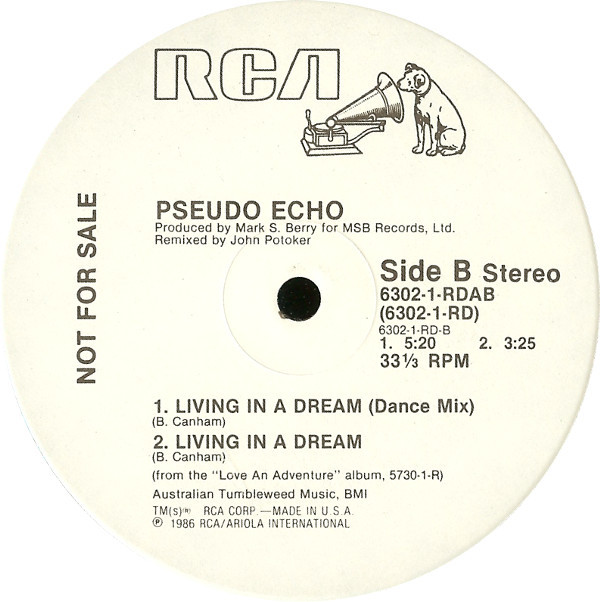 RCA
NOT FOR SALE
PSEUDO ECHO
Produced by Mark S. Berry for MSB Records, Ltd.
Remixed by John Potoker
Side B Stereo
6302-1-RDAB
(6302-1-RD)
6302-1-RD-B
1. 5:20 2. 3:25
33⅓ RPM
1. LIVING IN A DREAM (Dance Mix)
(B. Canham)
2. LIVING IN A DREAM
(B. Canham)
(from the "Love An Adventure" album, 5730-1-R)
Australian Tumbleweed Music, BMI
TM(s)® RCA CORP.—MADE IN U.S.A.
℗ 1986 RCA/ARIOLA INTERNATIONAL